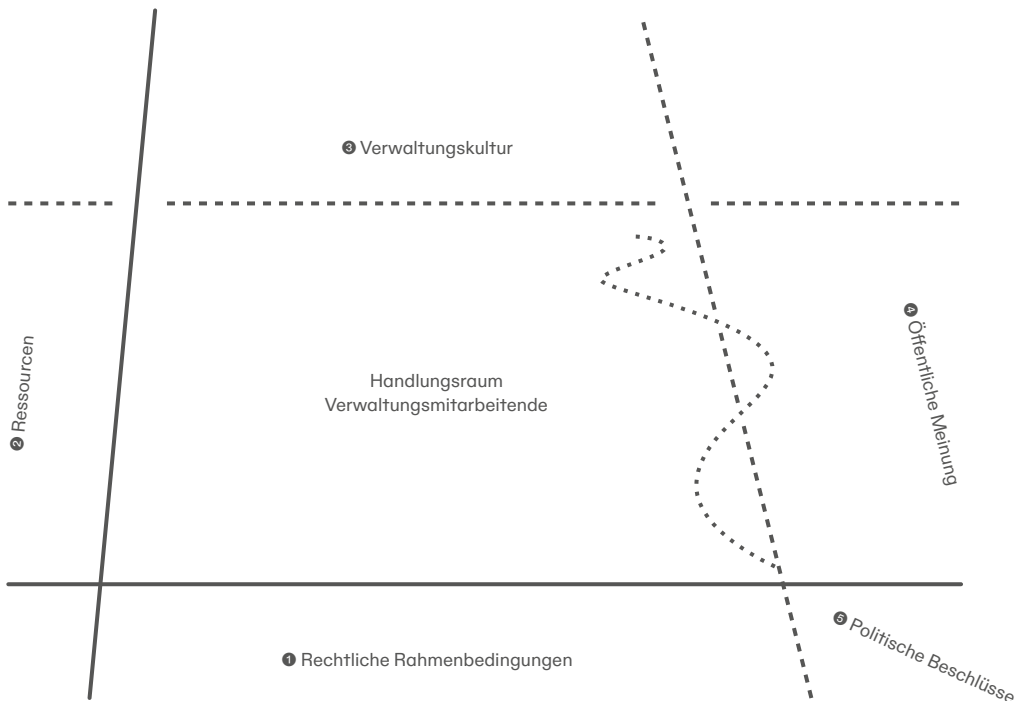 ❸ Verwaltungskultur
❹ Öffentliche Meinung
❷ Ressourcen
Handlungsraum
Verwaltungsmitarbeitende
❺ Politische Beschlüsse
❶ Rechtliche Rahmenbedingungen